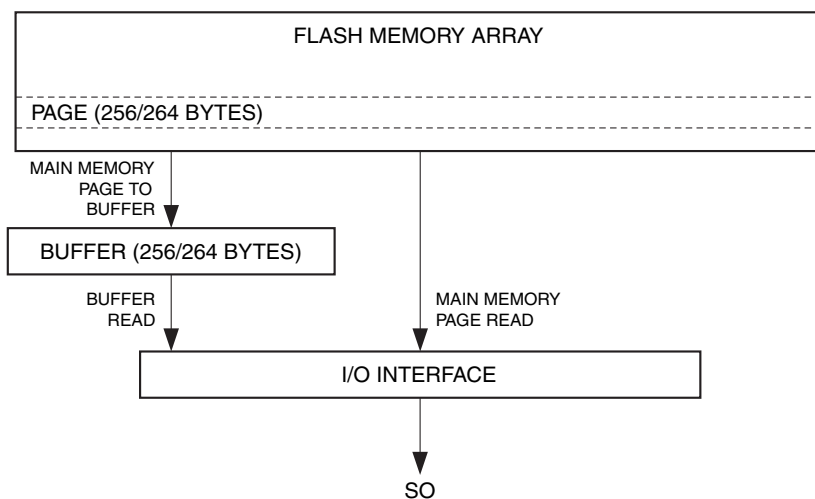 FLASH MEMORY ARRAY
PAGE (256/264 BYTES)
MAIN MEMORY
PAGE TO
BUFFER
BUFFER (256/264 BYTES)
BUFFER
READ
MAIN MEMORY
PAGE READ
I/O INTERFACE
SO